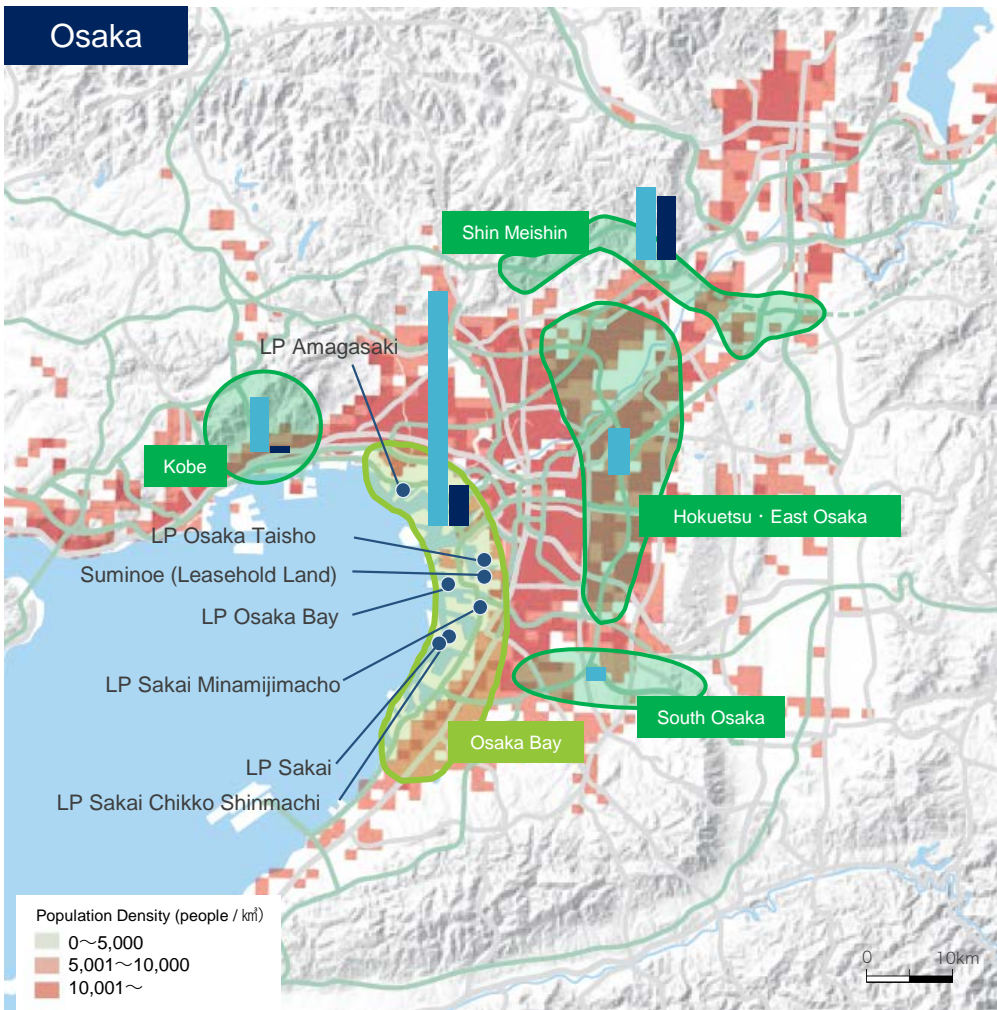 Osaka
Shin Meishin
LP Amagasaki
Kobe
Hokuetsu・East Osaka
LP Osaka Taisho
Suminoe (Leasehold Land)
LP Osaka Bay
LP Sakai Minamijimacho
South Osaka
Osaka Bay
LP Sakai
LP Sakai Chikko Shinmachi
Population Density (people / ㎢)
0～5,000
5,001～10,000
10,001～
0 10km